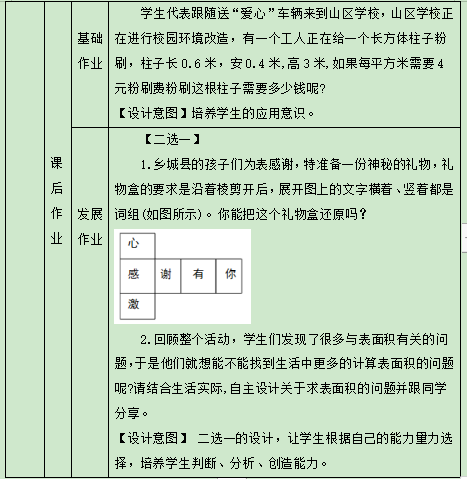 学生代表跟随送“爱心”车辆来到山区学校，山区学校正
在进行校园环境改造，有一个工人正在给一个长方体柱子粉
刷，柱子长0.6米，安0.4米,高3米,如果每平方米需要4
元粉刷费粉刷这根柱子需要多少钱呢?
【设计意图】培养学生的应用意识。
基础
作业
课
后
作
业
发展
作业
【二选一】
1.乡城县的孩子们为表感谢，特准备一份神秘的礼物，礼
物盒的要求是沿着棱剪开后，展开图上的文字横着、竖着都是
词组(如图所示)。你能把这个礼物盒还原吗？
心
感 谢 有 你
激
2.回顾整个活动，学生们发现了很多与表面积有关的问
题,于是他们就想能不能找到生活中更多的计算表面积的问题
呢?请结合生活实际,自主设计关于求表面积的问题并跟同学
分享。
【设计意图】 二选一的设计，让学生根据自己的能力量力选
择，培养学生判断、分析、创造能力。